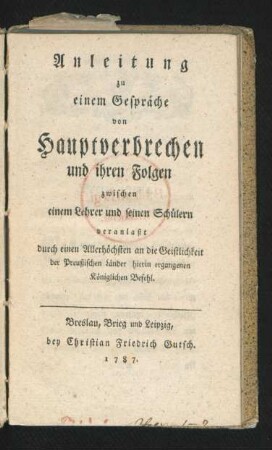 Anleitung
zu
einem Gespräche
von
Hauptverbrechen
und ihren Folgen
zwischen
einem Lehrer und seinen Schülern
veranlaßt
durch einen Allerhöchsten an die Geistlichkeit
der Preußischen Länder hierin ergangenen
Königlichen Befehl.
Breslau, Brieg und Leipzig,
bey Christian Friedrich Gutsch.
1787.